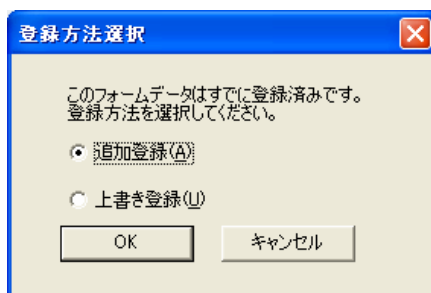 登録方法選択
このフォームデータはすでに登録済みです。
登録方法を選択してください。
追加登録(A)
上書き登録(U)
OK
キャンセル